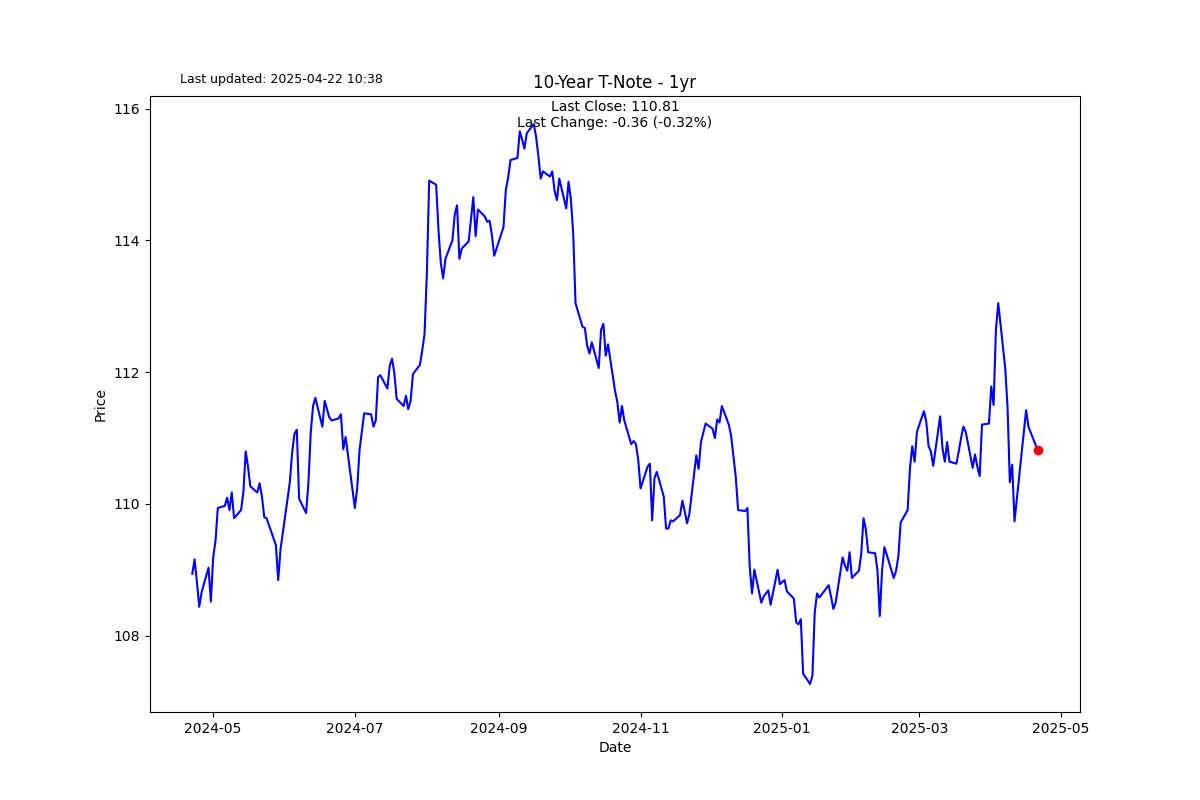 Last updated: 2025-04-22 10:38
10-Year T-Note - 1yr
Last Close: 110.81
Last Change: -0.36 (-0.32%)
116
114
112
110
108
Price
2024-05
2024-07
2024-09
2024-11
2025-01
2025-03
2025-05
Date